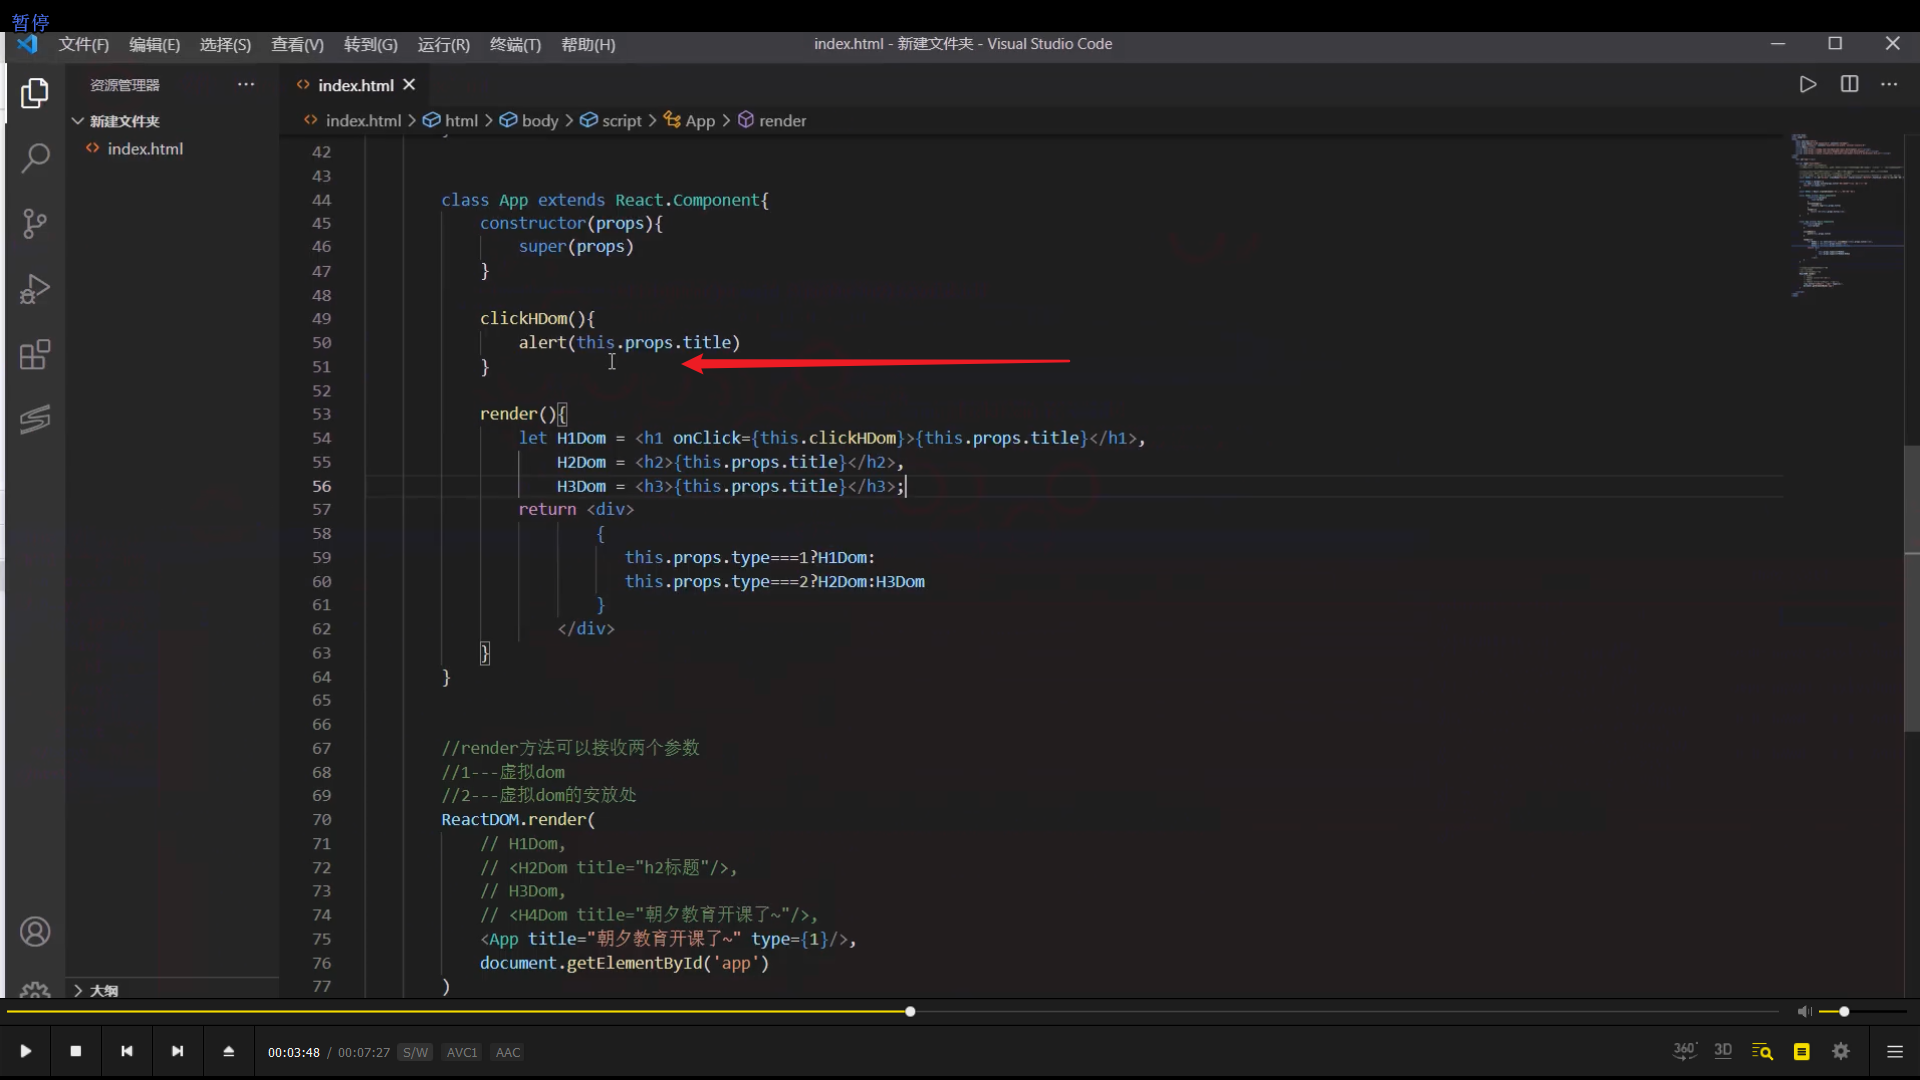 暂停
文件(F) 编辑(E) 选择(S) 查看(V) 转到(G) 运行(R) 终端(T) 帮助(H) index.html - 新建文件夹 - Visual Studio Code
资源管理器 ··· index.html
新建文件夹
index.html
index.html > html > body > script > App > render
42
43
44 class App extends React.Component{
45 constructor(props){
46 super(props)
47 }
48
49 clickHDom(){
50 alert(this.props.title)
51 }
52
53 render(){
54 let H1Dom = <h1 onClick={this.clickHDom}>{this.props.title}</h1>,
55 H2Dom = <h2>{this.props.title}</h2>,
56 H3Dom = <h3>{this.props.title}</h3>;
57 return <div>
58 {
59 this.props.type===1?H1Dom:
60 this.props.type===2?H2Dom:H3Dom
61 }
62 </div>
63 }
64 }
65
66
67 //render方法可以接收两个参数
68 //1---虚拟dom
69 //2---虚拟dom的安放处
70 ReactDOM.render(
71 // H1Dom,
72 // <H2Dom title="h2标题"/>,
73 // H3Dom,
74 // <H4Dom title="朝夕教育开课了~"/>,
75 <App title="朝夕教育开课了~" type={1}/>,
76 document.getElementById('app')
77 )
大纲
00:03:48 / 00:07:27 S/W AVC1 AAC 360° 3D